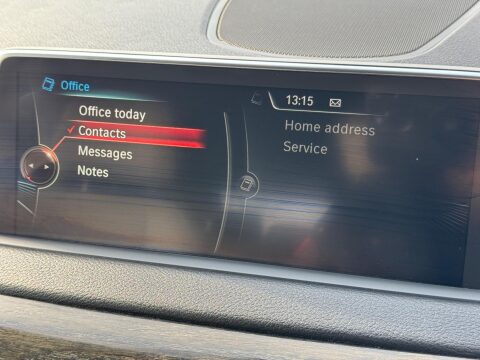 Office
Office today
Contacts
Messages
Notes
13:15
Home address
Service